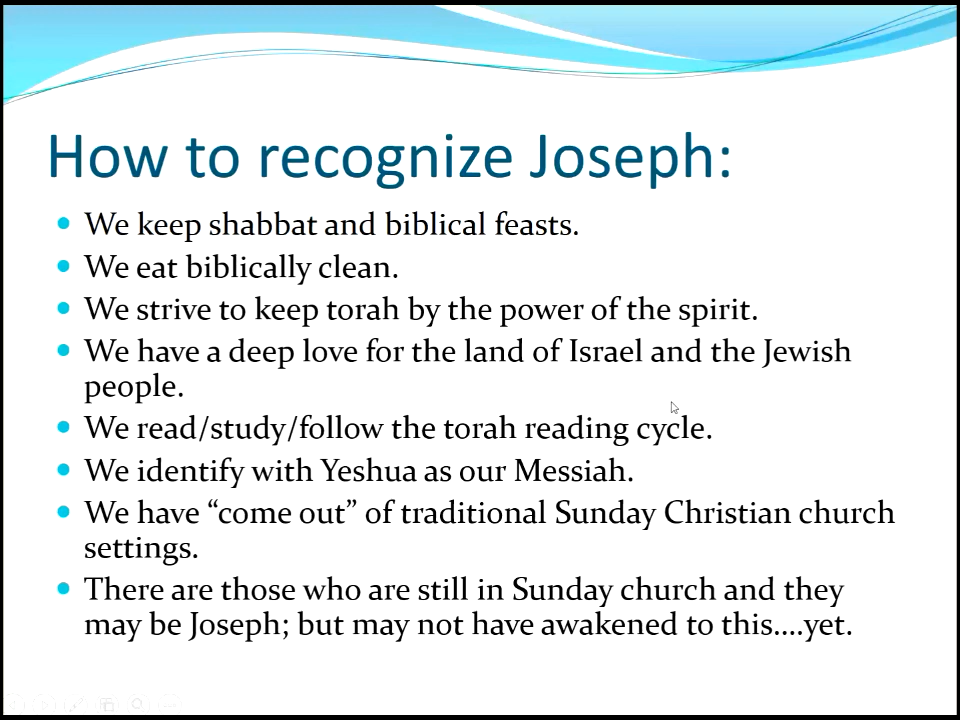 How to recognize Joseph:
We keep shabbat and biblical feasts.
We eat biblically clean.
We strive to keep torah by the power of the spirit.
We have a deep love for the land of Israel and the Jewish
people.
We read/study/follow the torah reading cycle.
We identify with Yeshua as our Messiah.
We have “come out” of traditional Sunday Christian church
settings.
There are those who are still in Sunday church and they
may be Joseph; but may not have awakened to this....yet.